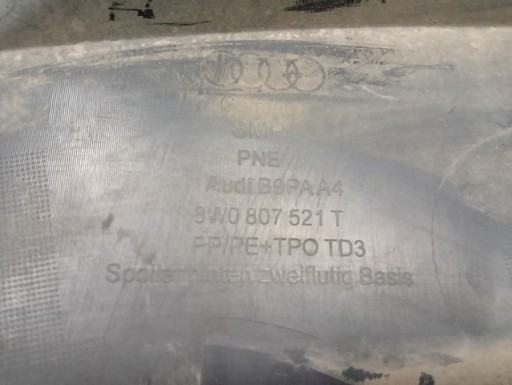 SMP
PNE
Audi B9PA A4
8W0 807 521 T
PP/PE+TPO TD3
Spoiler hinten zweiflutig Basis